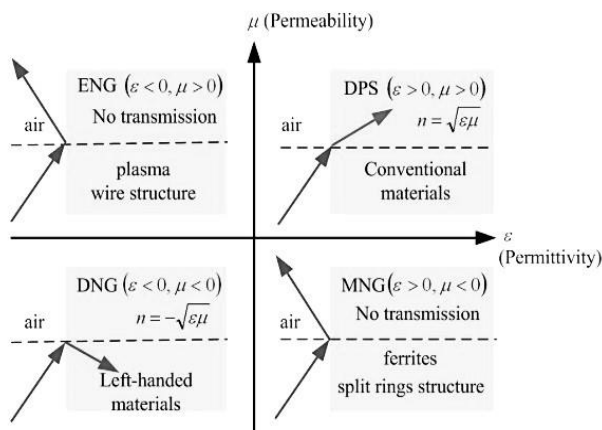 μ (Permeability)
ENG (ε<0, μ>0)
No transmission
air
plasma
wire structure
DPS (ε>0, μ>0)
air
n=√εμ
Conventional
materials
ε
(Permittivity)
DNG (ε<0, μ<0)
air
n=-√εμ
Left-handed
materials
MNG(ε>0, μ<0)
No transmission
air
ferrites
split rings structure